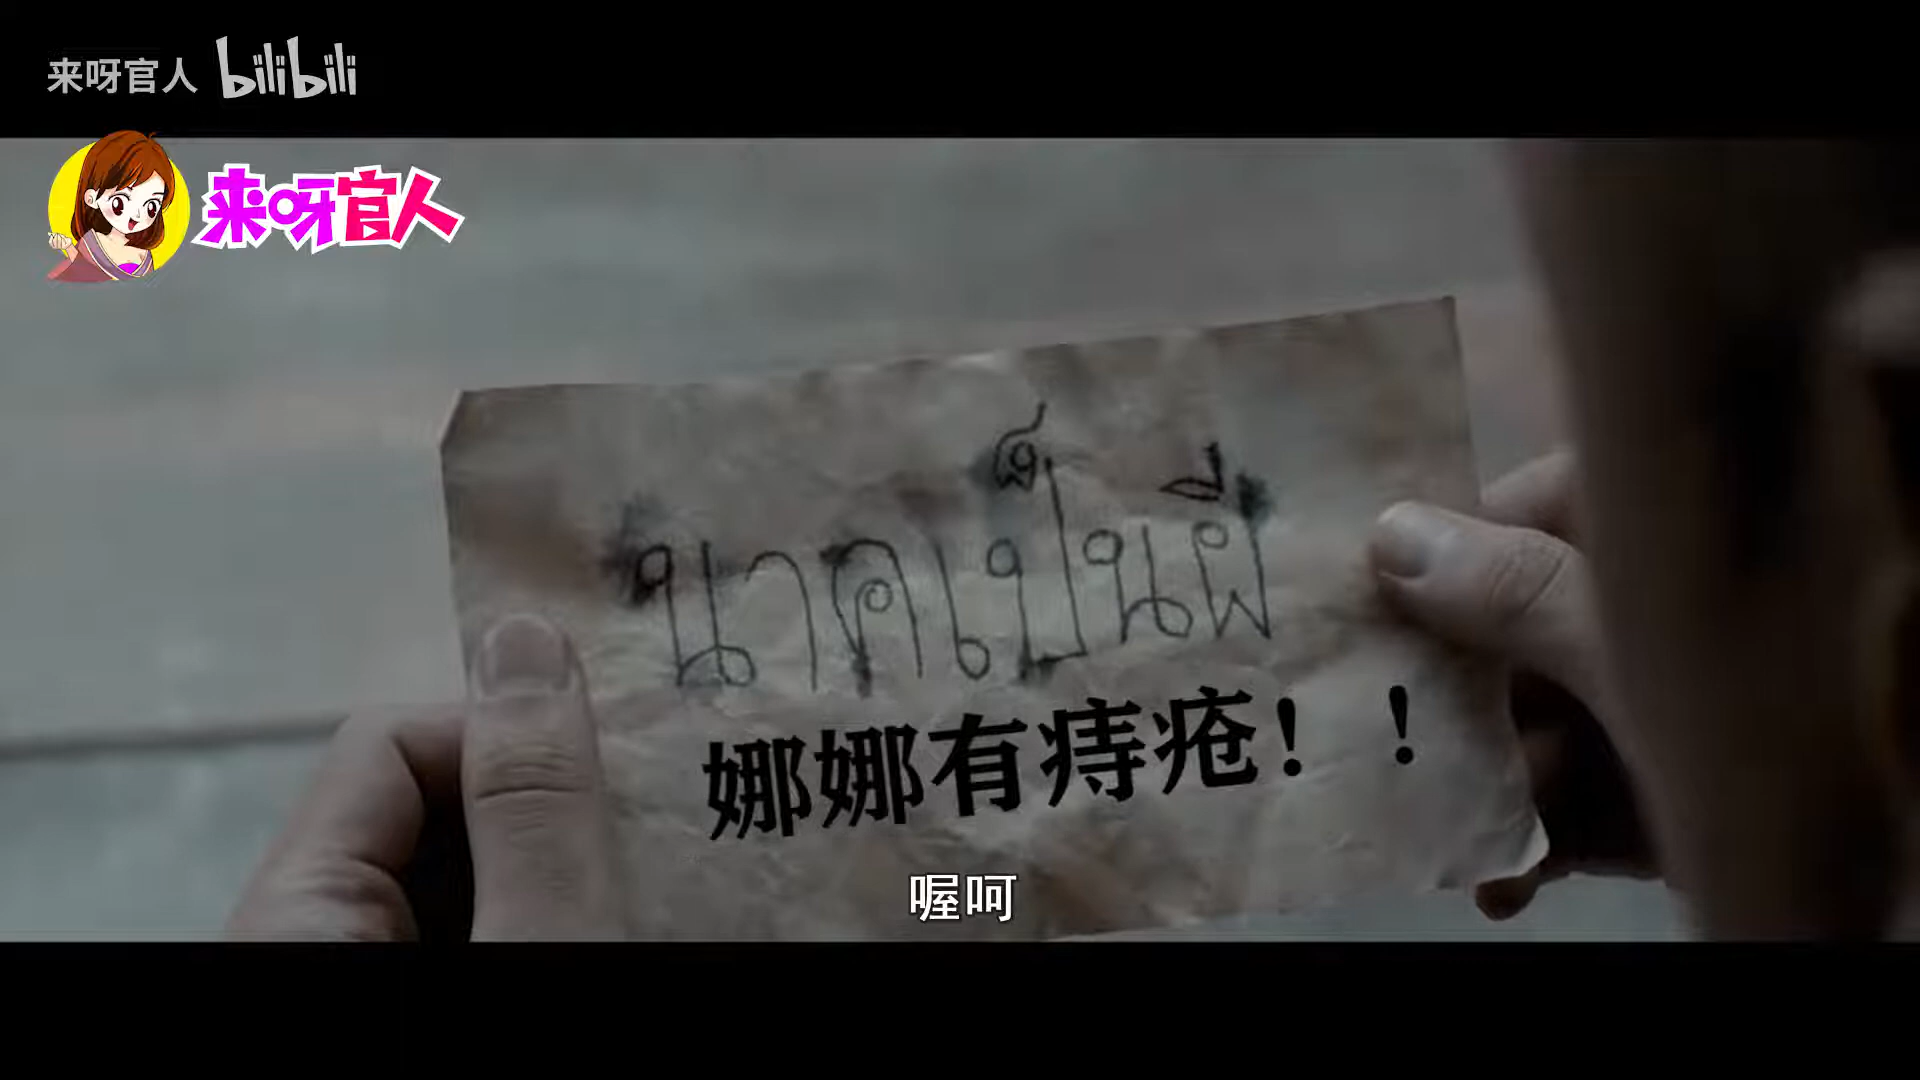 来呀官人 bilibili
来呀官人
นาคเป็นผี
娜娜有痔疮！！
喔呵